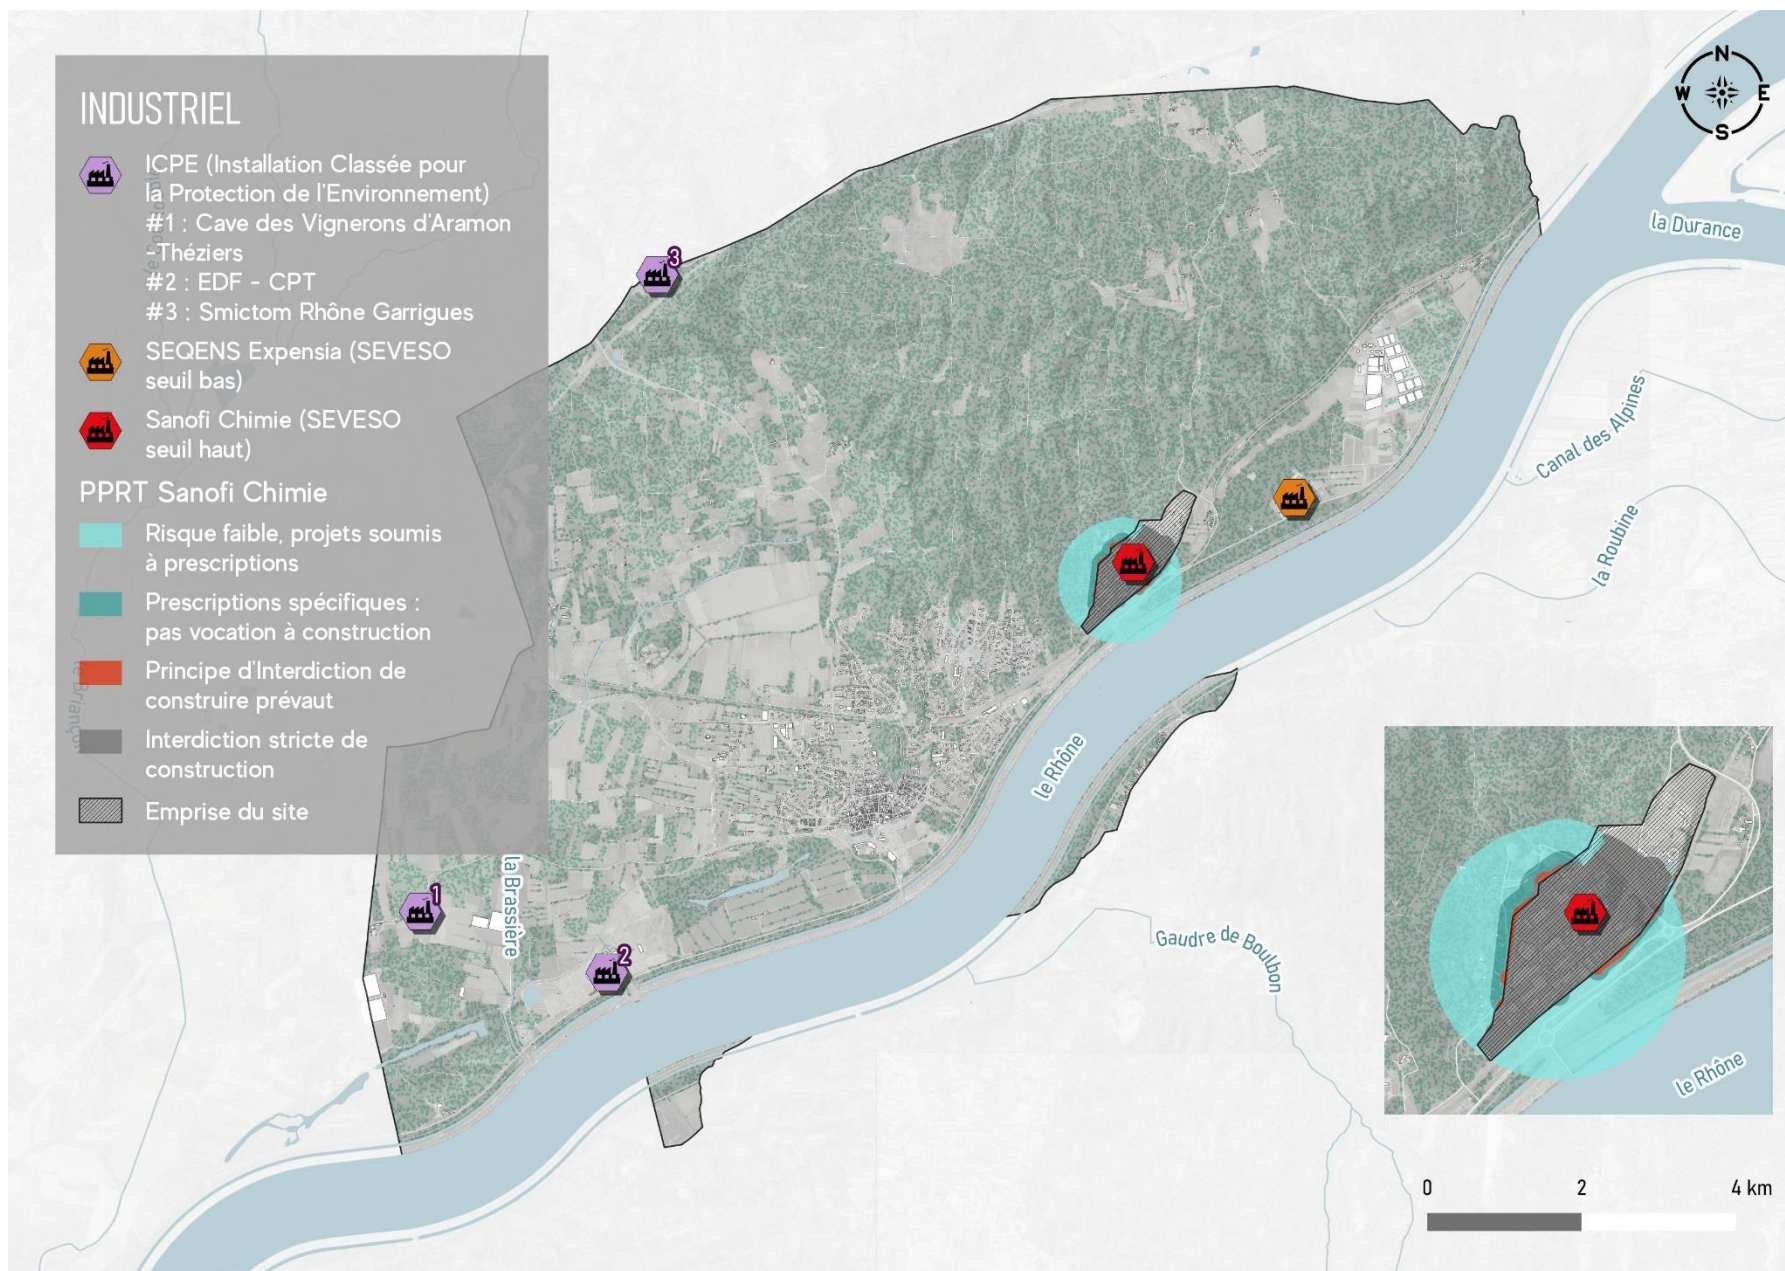 INDUSTRIEL
ICPE (Installation Classée pour
la Protection de l'Environnement)
#1 : Cave des Vignerons d'Aramon
-Théziers
#2 : EDF - CPT
#3 : Smictom Rhône Garrigues
SEQENS Expensia (SEVESO
seuil bas)
Sanofi Chimie (SEVESO
seuil haut)
PPRT Sanofi Chimie
Risque faible, projets soumis
à prescriptions
Prescriptions spécifiques :
pas vocation à construction
Principe d'Interdiction de
construire prévaut
Interdiction stricte de
construction
Emprise du site
le Briançon
N
W
E
S
3
la Durance
Canal des Alpines
la Roubine
le Rhône
1
la Brassière
2
Gaudre de Boulbon
le Rhône
0
2
4 km